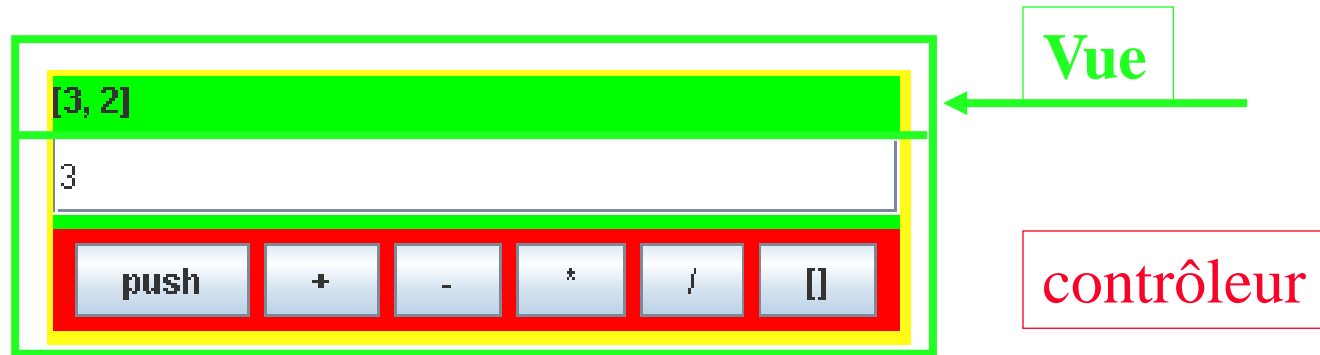 Vue
[3, 2]
3
push + - * / []
contrôleur